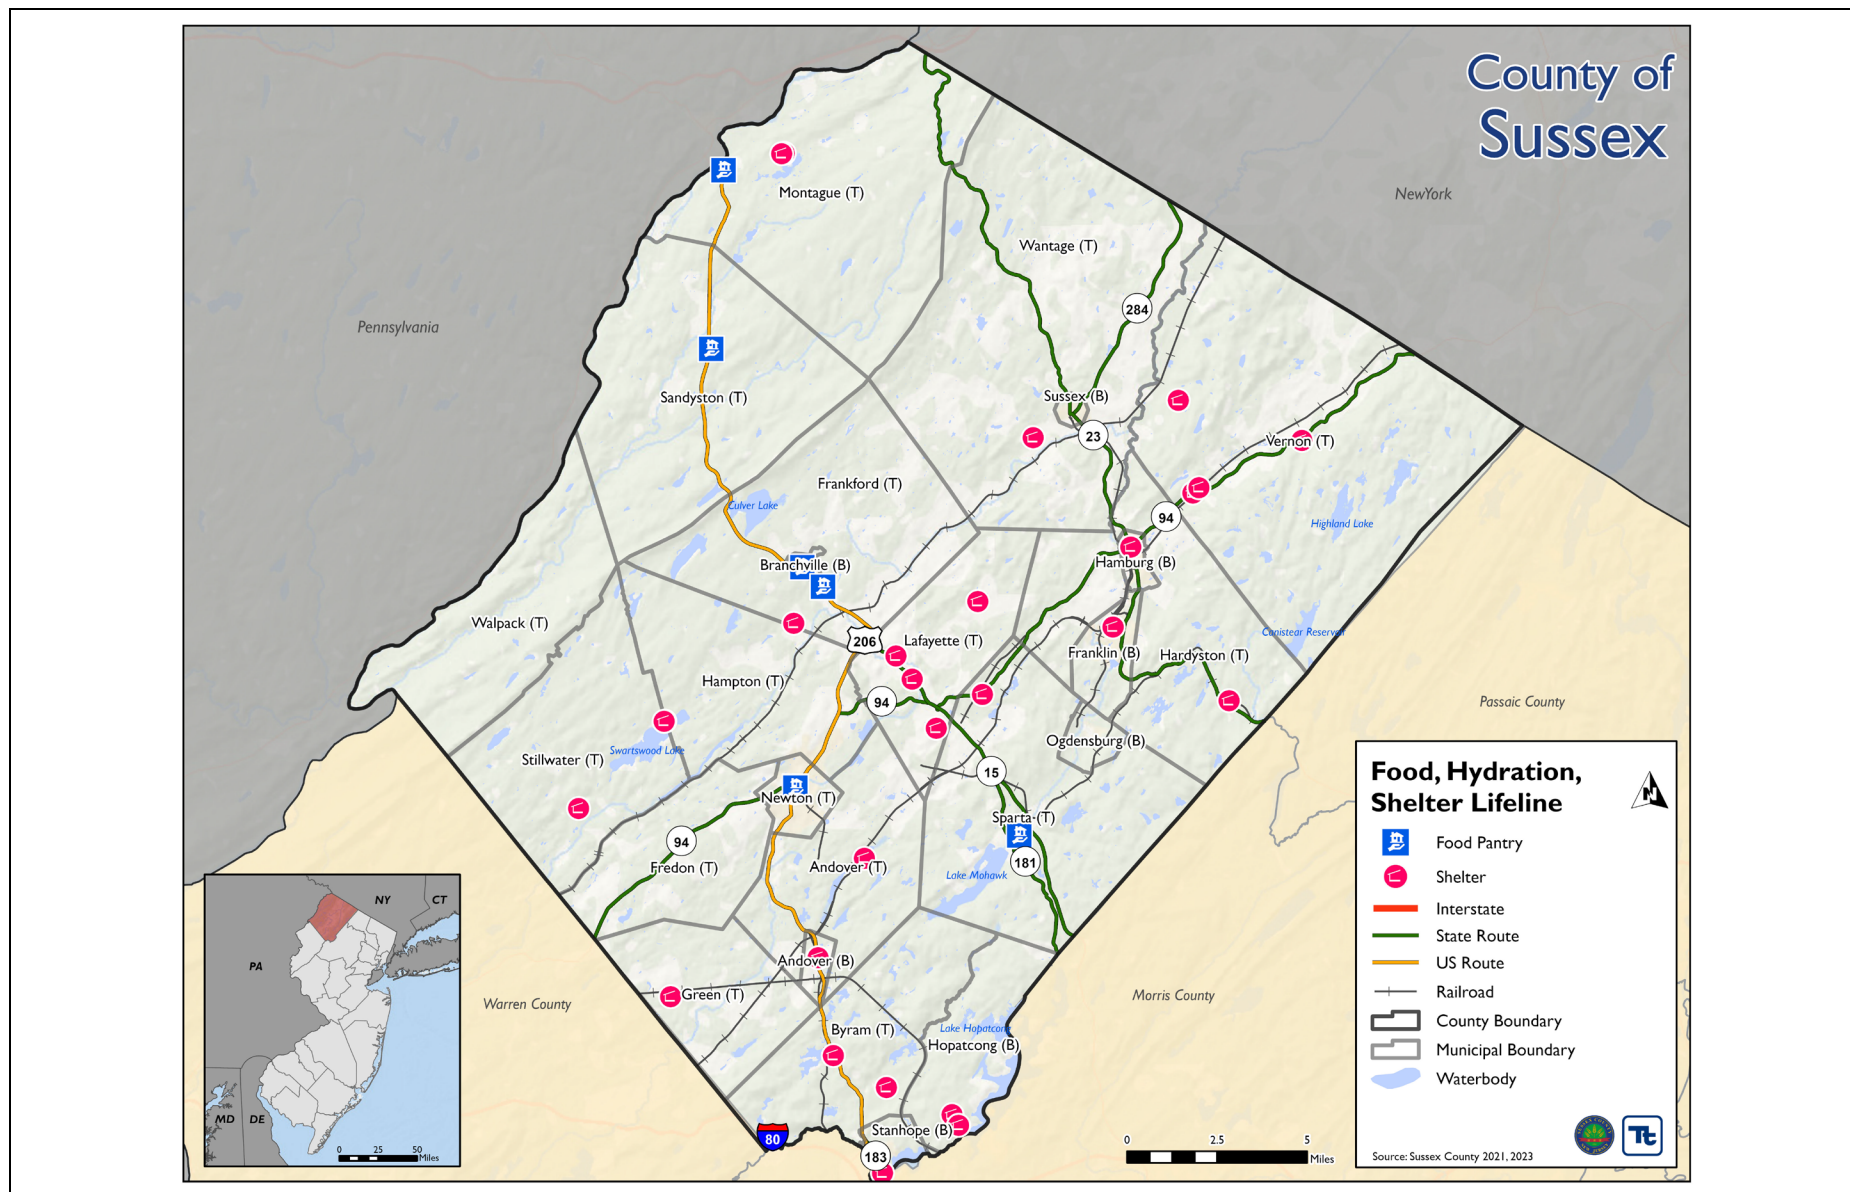 County of
Sussex
New York
Pennsylvania
Montague (T)
Wantage (T)
284
Sandyston (T)
Sussex (B)
23
Vernon (T)
Frankford (T)
Culver Lake
94
Highland Lake
Branchville (B)
Hamburg (B)
Walpack (T)
Canistear Reservoir
206
Lafayette (T)
Franklin (B)
Hardyston (T)
Hampton (T)
94
Passaic County
Ogdensburg (B)
Swartswood Lake
Stillwater (T)
15
Newton (T)
Sparta (T)
94
181
Fredon (T)
Andover (T)
Lake Mohawk
Andover (B)
Green (T)
Warren County
Morris County
Byram (T)
Lake Hopatcong
Hopatcong (B)
Stanhope (B)
80
183
Food, Hydration,
Shelter Lifeline
N
Food Pantry
Shelter
Interstate
State Route
US Route
Railroad
County Boundary
Municipal Boundary
Waterbody
Tt
Source: Sussex County 2021, 2023
0 2.5 5
Miles
NY
CT
PA
MD
DE
0 25 50
Miles